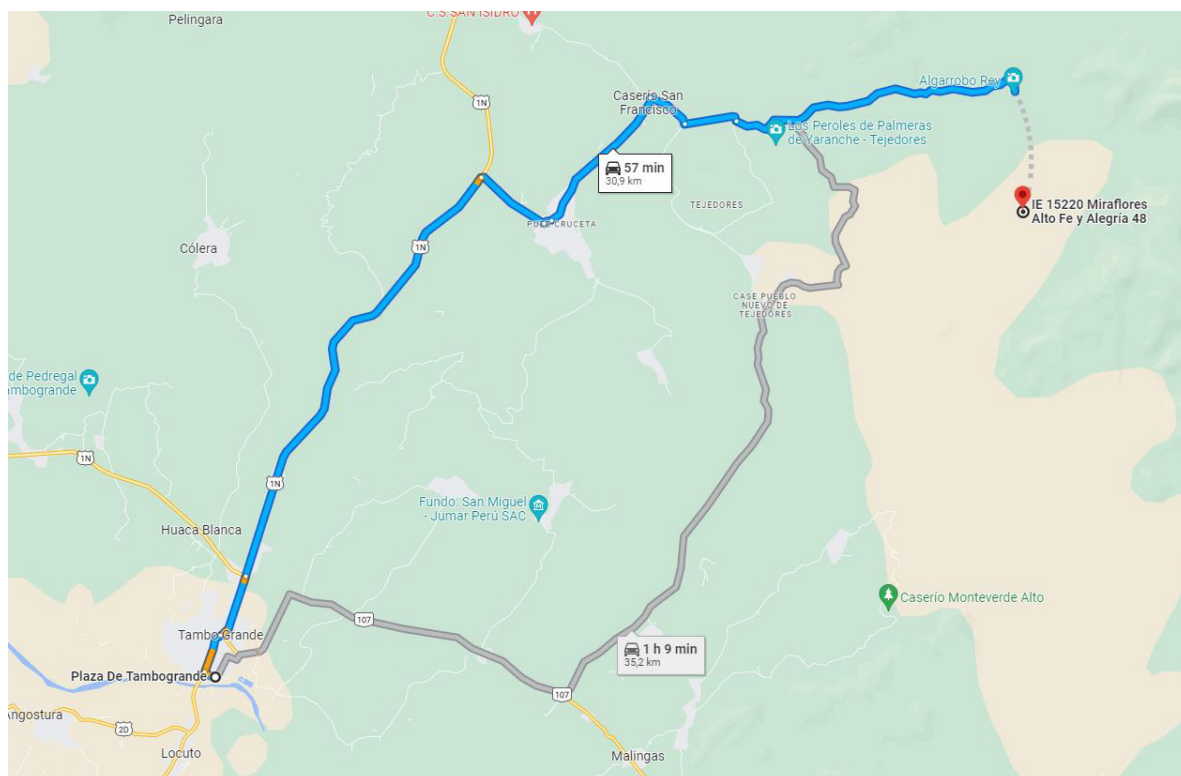 Pelingara
C.S.SAN ISIDRO
1N
Algarrobo Rey
Caserío San
Francisco
Los Peroles de Palmeras
de Yaranche - Tejedores
57 min
30,9 km
IE 15220 Miraflores
Alto Fe y Alegría 48
TEJEDORES
CRUCETA
1N
Cólera
CASE PUEBLO
NUEVO DE
TEJEDORES
de Pedregal
ambogrande
1N
1N
Fundo: San Miguel
- Jumar Perú SAC
Huaca Blanca
Caserío Monteverde Alto
107
Tambo Grande
1 h 9 min
35,2 km
Plaza De Tambogrande
107
Angostura
2D
Locuto
Malingas